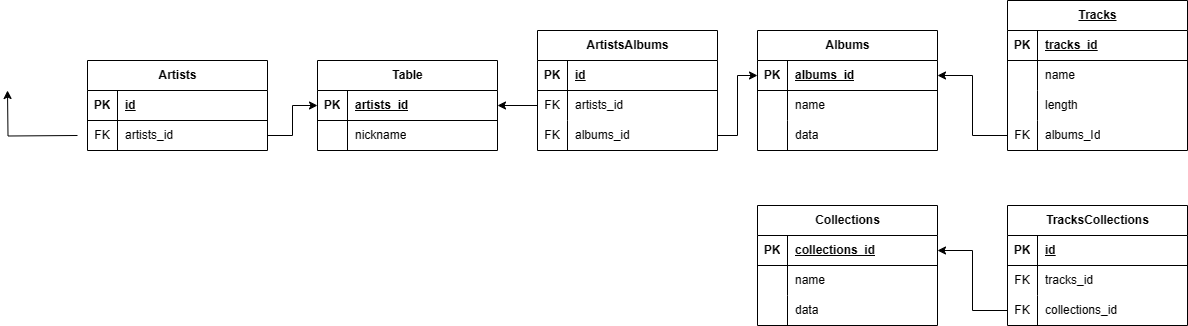 Artists
PK id
FK artists_id
Table
PK artists_id
nickname
ArtistsAlbums
PK id
FK artists_id
FK albums_id
Albums
PK albums_id
name
data
Tracks
PK tracks_id
name
length
FK albums_Id
Collections
PK collections_id
name
data
TracksCollections
PK id
FK tracks_id
FK collections_id